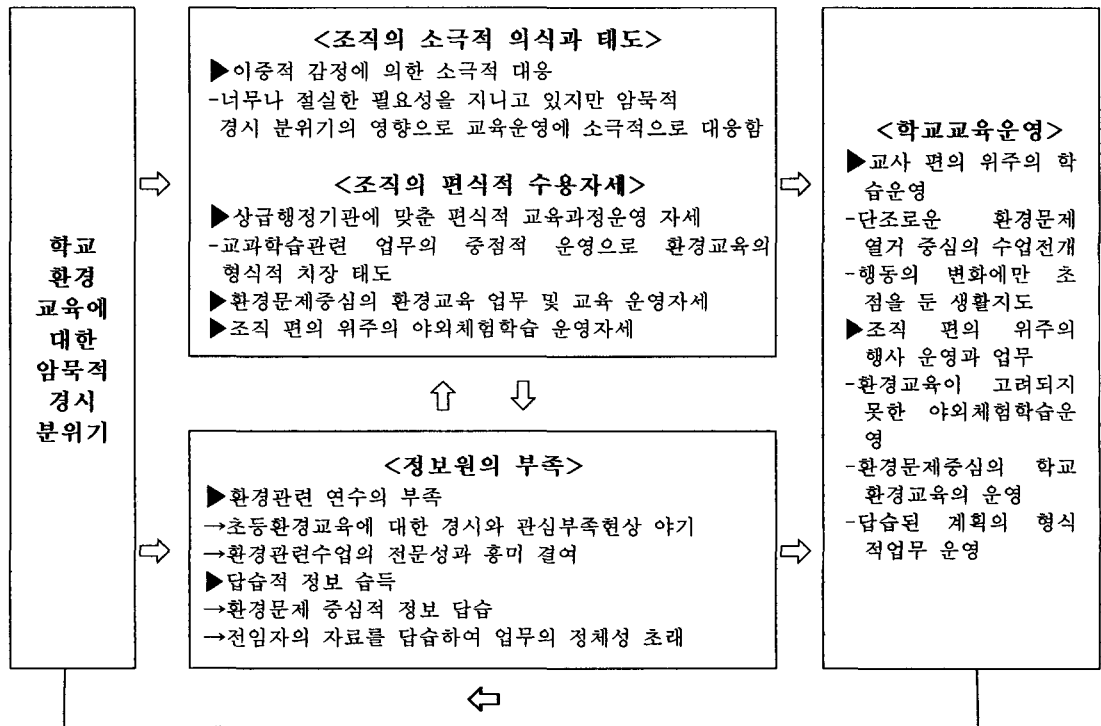 학교
환경
교육에
대한
암묵적
경시
분위기
<조직의 소극적 의식과 태도>
▶이중적 감정에 의한 소극적 대응
-너무나 절실한 필요성을 지니고 있지만 암묵적
경시 분위기의 영향으로 교육운영에 소극적으로 대응함
<조직의 편식적 수용자세>
▶상급행정기관에 맞춘 편식적 교육과정운영 자세
-교과학습관련 업무의 중점적 운영으로 환경교육의
형식적 치장 태도
▶환경문제중심의 환경교육 업무 및 교육 운영자세
▶조직 편의 위주의 야외체험학습 운영자세
⇨
⇨
⇧ ⇩
<정보원의 부족>
▶환경관련 연수의 부족
→초등환경교육에 대한 경시와 관심부족현상 야기
→환경관련수업의 전문성과 흥미 결여
▶답습적 정보 습득
→환경문제 중심적 정보 답습
→전임자의 자료를 답습하여 업무의 정체성 초래
⇨
⇨
<학교교육운영>
▶교사 편의 위주의 학
습운영
-단조로운 환경문제
열거 중심의 수업전개
-행동의 변화에만 초
점을 둔 생활지도
▶조직 편의 위주의
행사 운영과 업무
-환경교육이 고려되지
못한 야외체험학습운
영
-환경문제중심의 학교
환경교육의 운영
-답습된 계획의 형식
적업무 운영
⇦